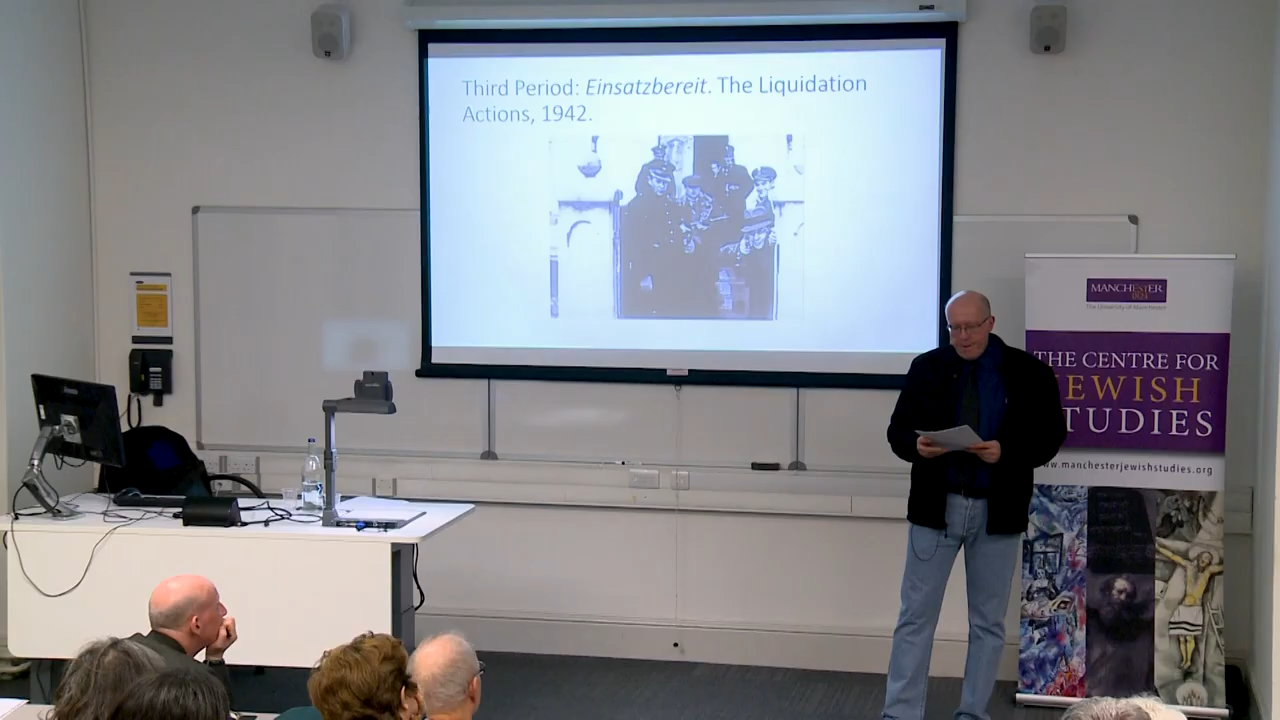 Third Period: Einsatzbereit. The Liquidation
Actions, 1942.
MANCHESTER
1824
The University of Manchester
THE CENTRE FOR
JEWISH
STUDIES
www.manchesterjewishstudies.org